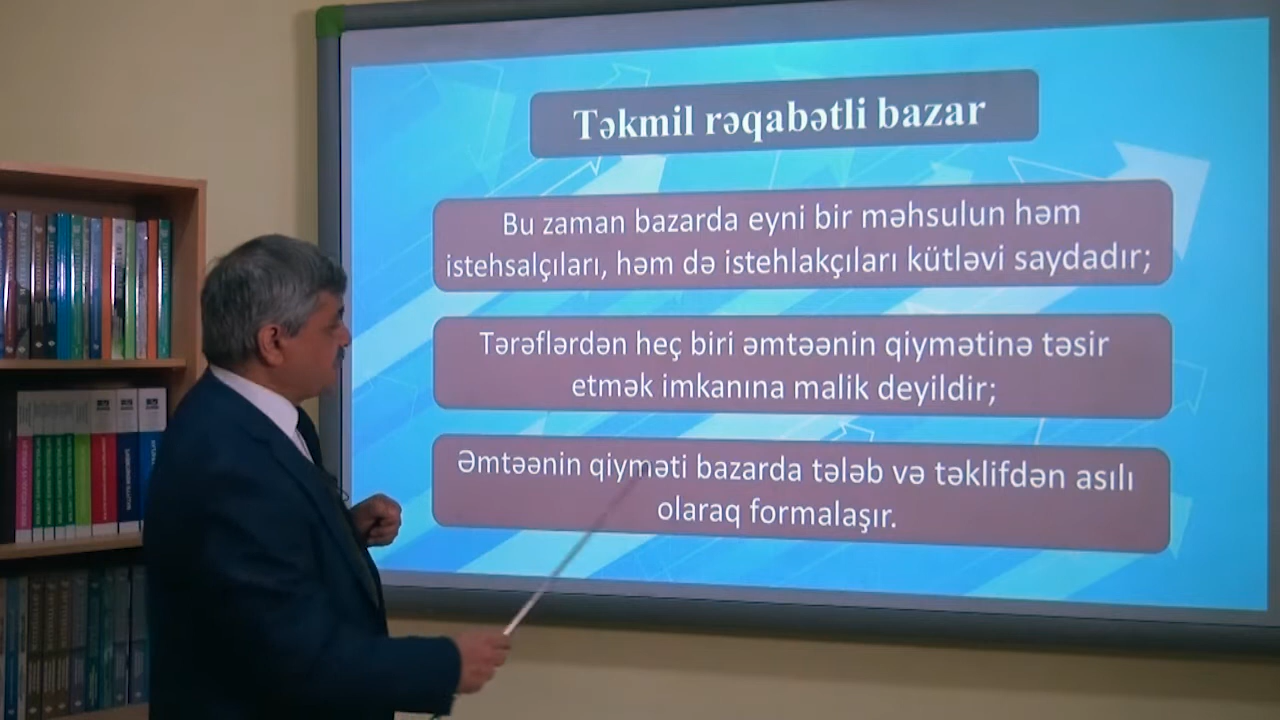 Təkmil rəqabətli bazar
Bu zaman bazarda eyni bir məhsulun həm
istehsalçıları, həm də istehlakçıları kütləvi saydadır;
Tərəflərdən heç biri əmtəənin qiymətinə təsir
etmək imkanına malik deyildir;
Əmtəənin qiyməti bazarda tələb və təklifdən asılı
olaraq formalaşır.